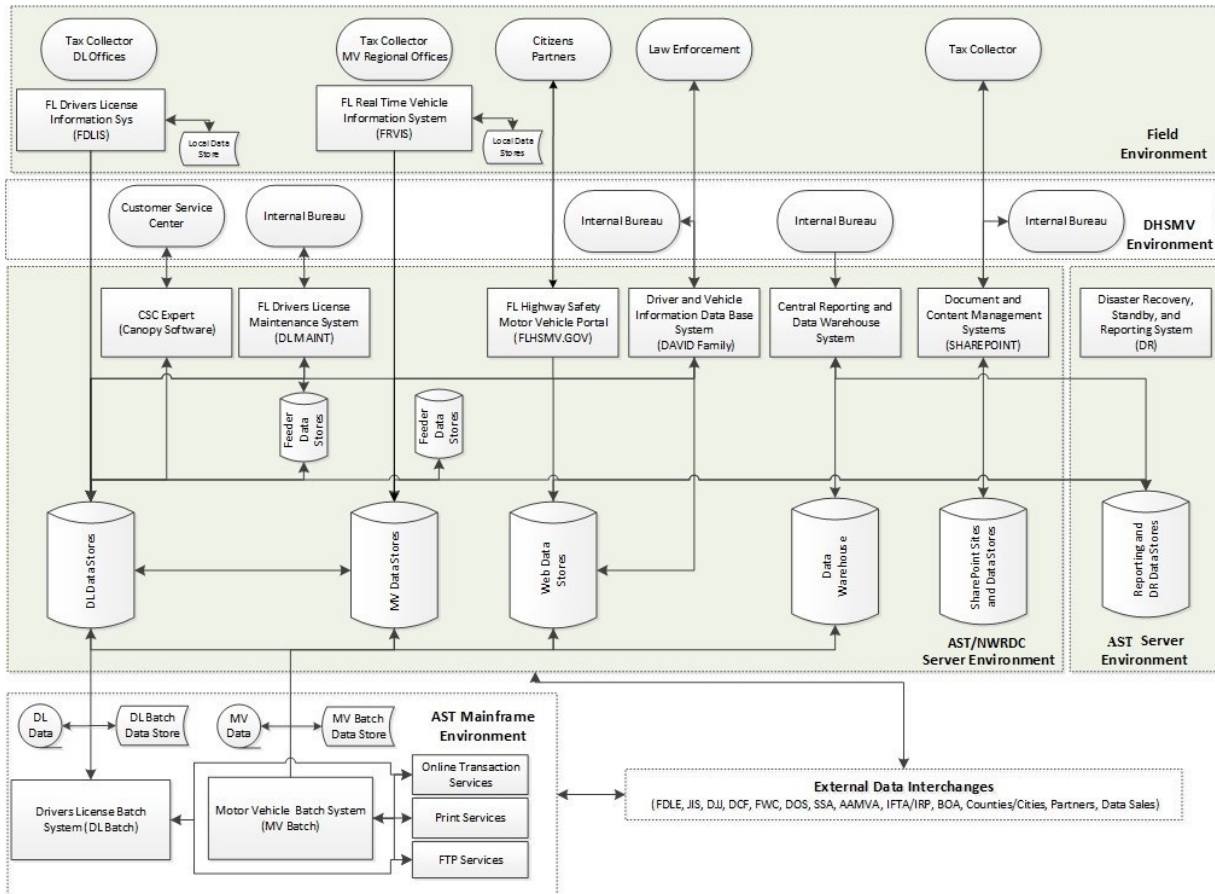 Tax Collector
DL Offices
Tax Collector
MV Regional Offices
Citizens
Partners
Law Enforcement
Tax Collector
FL Drivers License
Information Sys
(FDLIS)
Local Data
Store
FL Real Time Vehicle
Information System
(FRVIS)
Local Data
Stores
Field
Environment
Customer Service
Center
Internal Bureau
Internal Bureau
Internal Bureau
Internal Bureau
DHSMV
Environment
CSC Expert
(Canopy Software)
FL Drivers License
Maintenance System
(DLMAINT)
FL Highway Safety
Motor Vehicle Portal
(FLHSMV.GOV)
Driver and Vehicle
Information Data Base
System
(DAVID Family)
Central Reporting and
Data Warehouse
System
Document and
Content Management
Systems
(SHAREPOINT)
Disaster Recovery,
Standby, and
Reporting System
(DR)
Feeder
Data
Stores
Feeder
Data
Stores
DL Data Stores
MV Data Stores
Web Data
Stores
Data
Warehouse
SharePoint Sites
and Data Stores
Reporting and
DR Data Stores
AST/NWRDC
Server Environment
AST Server
Environment
DL
Data
DL Batch
Data Store
MV
Data
MV Batch
Data Store
AST Mainframe
Environment
Drivers License Batch
System (DL Batch)
Motor Vehicle Batch System
(MV Batch)
Online Transaction
Services
Print Services
FTP Services
External Data Interchanges
(FDLE, JIS, DJJ, DCF, FWC, DOS, SSA, AAMVA, IFTA/IRP, BOA, Counties/Cities, Partners, Data Sales)